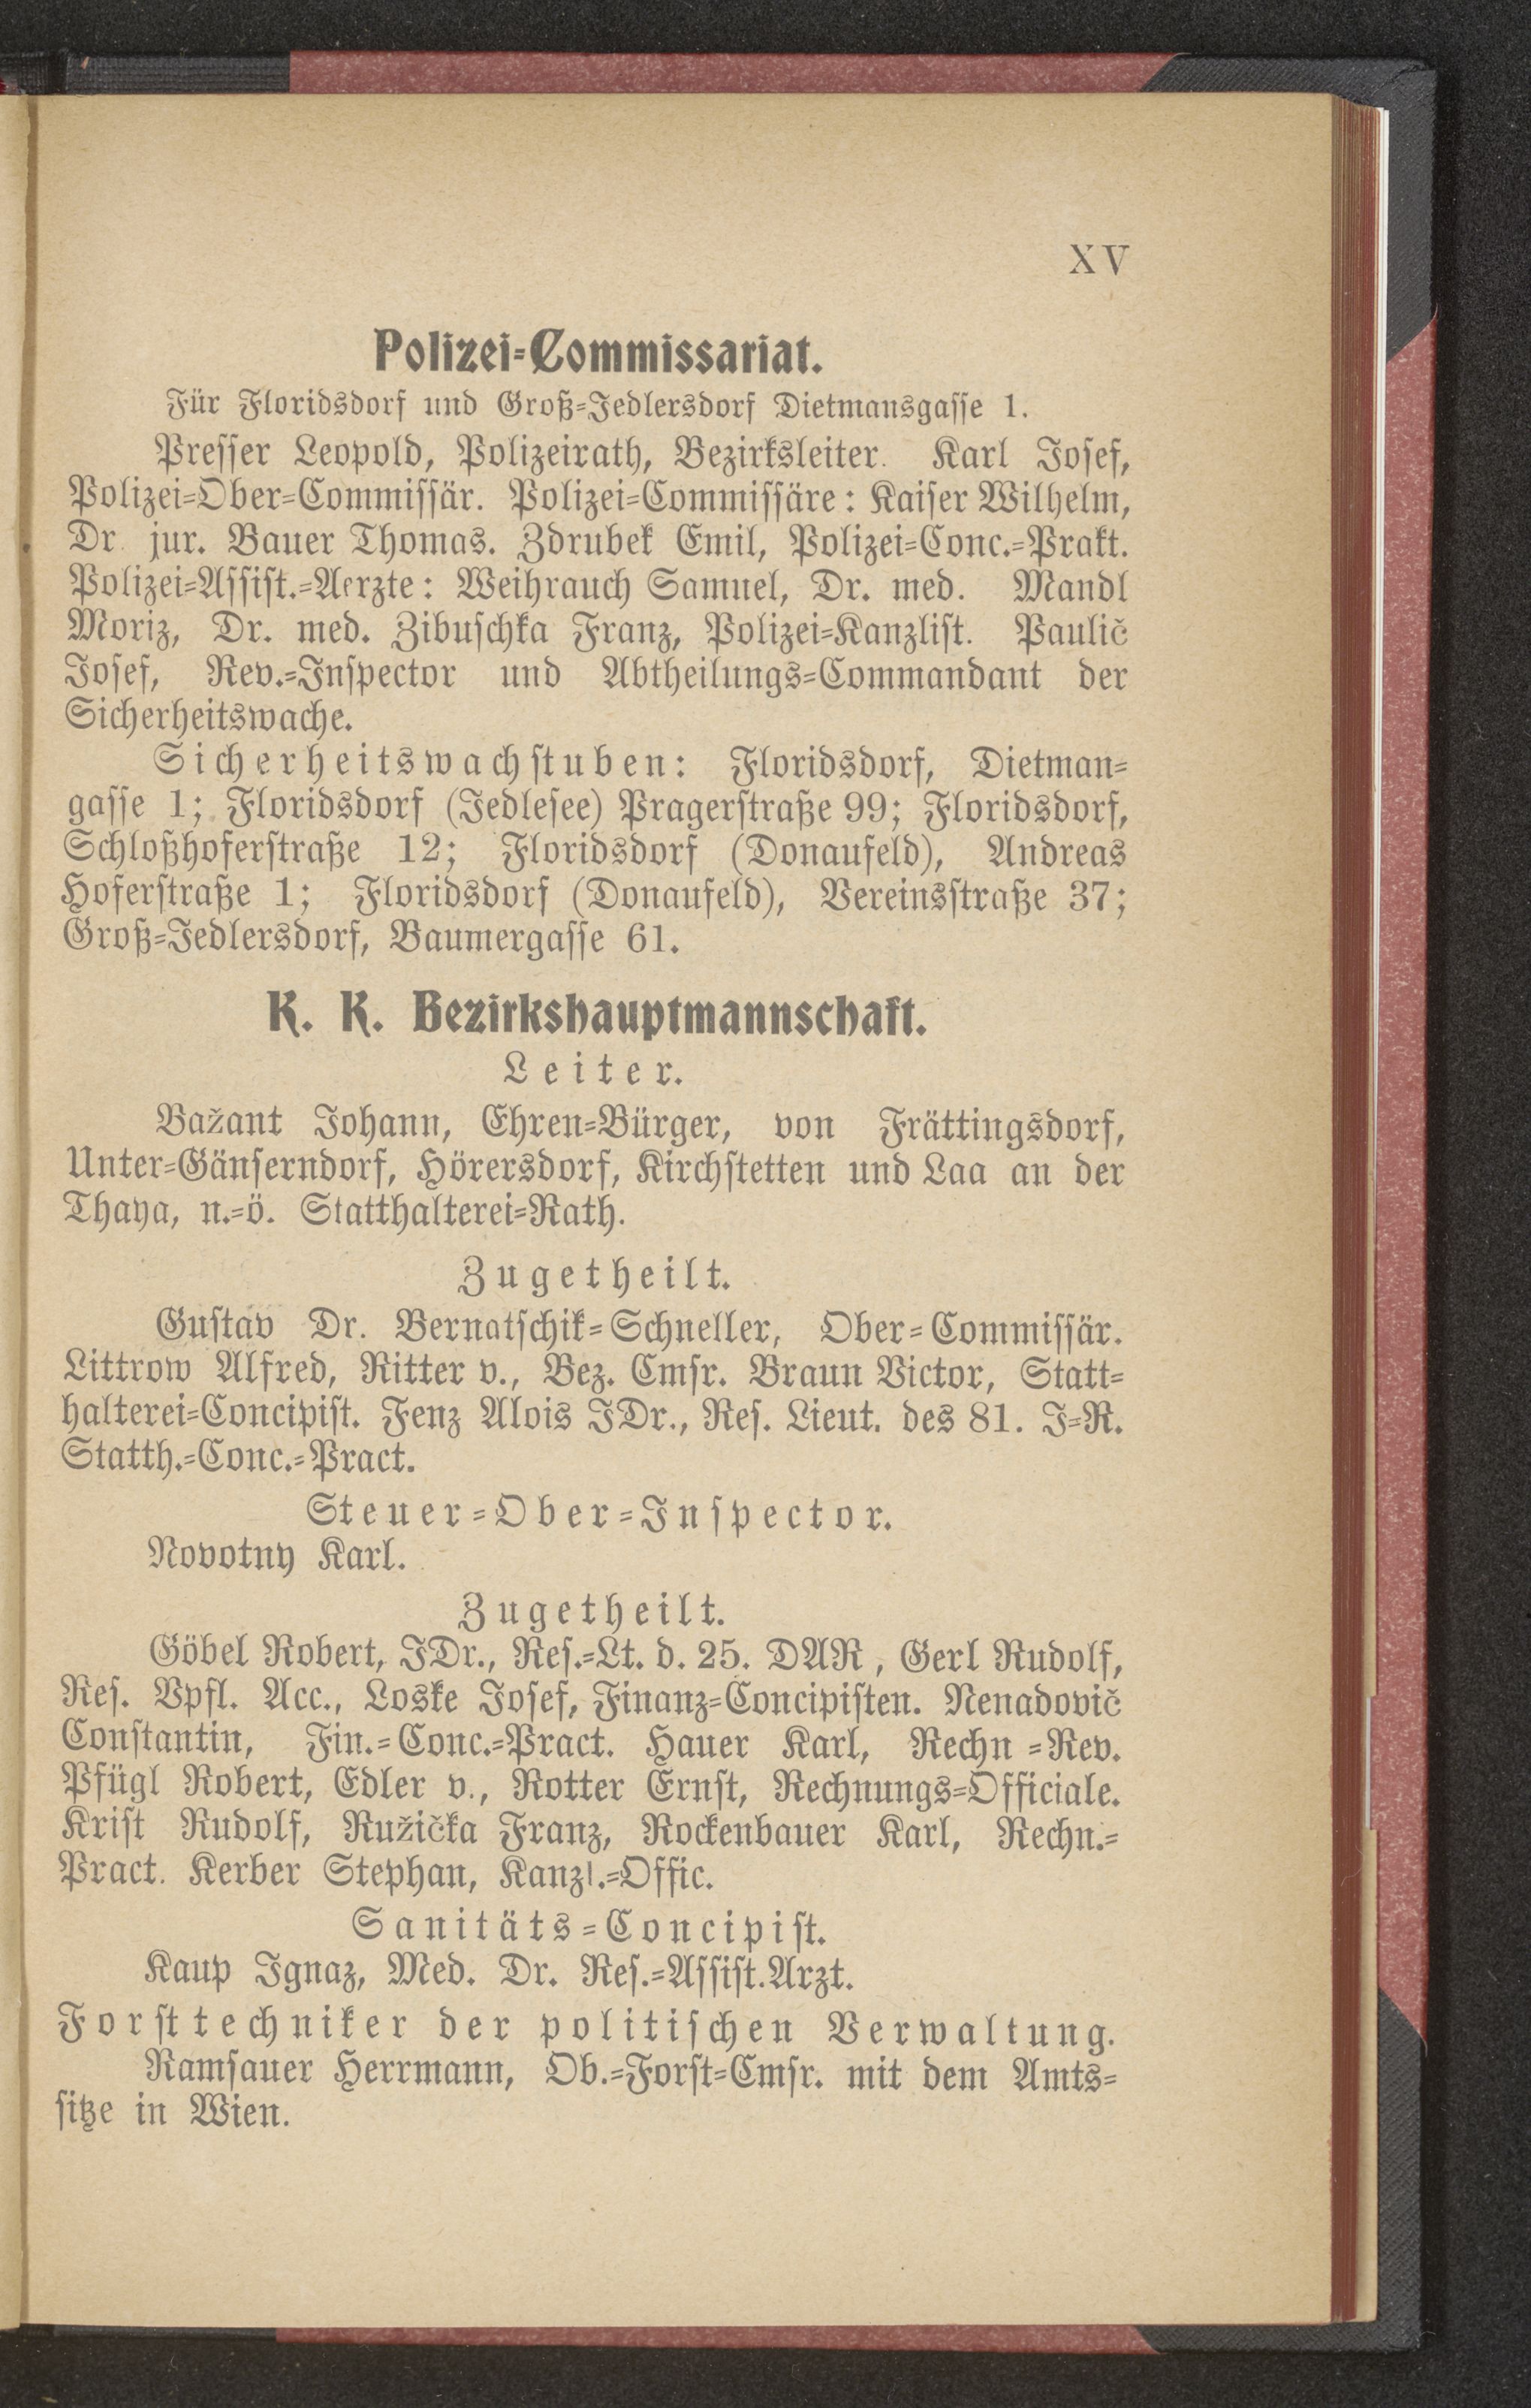 XV
Polizei-Commissariat.
Für Floridsdorf und Groß-Jedlersdorf Dietmansgasse 1.
Presser Leopold, Polizeirath, Bezirksleiter. Karl Josef,
Polizei-Ober-Commissär. Polizei-Commissäre: Kaiser Wilhelm,
Dr. jur. Bauer Thomas. Zdrubek Emil, Polizei-Conc.-Prakt.
Polizei-Assist.-Aerzte: Weihrauch Samuel, Dr. med. Mandl
Moriz, Dr. med. Zibuschka Franz, Polizei-Kanzlist. Paulič
Josef, Rev.-Inspector und Abtheilungs-Commandant der
Sicherheitswache.
Sicherheitswachstuben: Floridsdorf, Dietman-
gasse 1; Floridsdorf (Jedlesee) Pragerstraße 99; Floridsdorf,
Schloßhoferstraße 12; Floridsdorf (Donaufeld), Andreas
Hoferstraße 1; Floridsdorf (Donaufeld), Vereinsstraße 37;
Groß-Jedlersdorf, Baumergasse 61.
K. K. Bezirkshauptmannschaft.
Leiter.
Bažant Johann, Ehren-Bürger, von Frättingsdorf,
Unter-Gänserndorf, Hörersdorf, Kirchstetten und Laa an der
Thaya, n.-ö. Statthalterei-Rath.
Zugetheilt.
Gustav Dr. Bernatschik-Schneller, Ober-Commissär.
Littrow Alfred, Ritter v., Bez. Cmsr. Braun Victor, Statt-
halterei-Concipist. Fenz Alois JDr., Res. Lieut. des 81. J-R.
Statth.-Conc.-Pract.
Steuer-Ober-Inspector.
Novotny Karl.
Zugetheilt.
Göbel Robert, JDr., Res.-Lt. d. 25. DAR, Gerl Rudolf,
Res. Vpfl. Acc., Loske Josef, Finanz-Concipisten. Nenadovič
Constantin, Fin.-Conc.-Pract. Hauer Karl, Rechn-Rev.
Pfügl Robert, Edler v., Rotter Ernst, Rechnungs-Officiale.
Krist Rudolf, Ružička Franz, Rockenbauer Karl, Rechn.-
Pract. Kerber Stephan, Kanzl.-Offic.
Sanitäts-Concipist.
Kaup Ignaz, Med. Dr. Res.-Assist.Arzt.
Forsttechniker der politischen Verwaltung.
Ramsauer Herrmann, Ob.-Forst-Cmsr. mit dem Amts-
sitze in Wien.